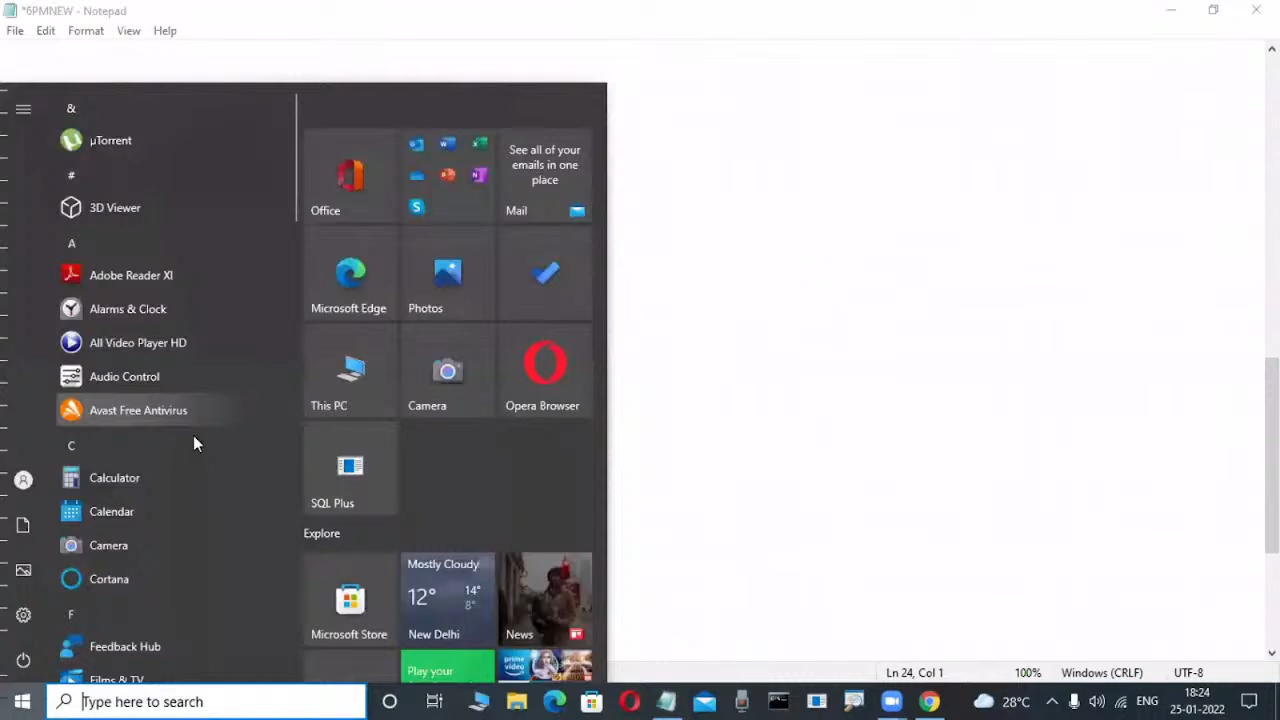 *6PMNEW - Notepad
File Edit Format View Help
&
µTorrent
#
3D Viewer
A
Adobe Reader XI
Alarms & Clock
All Video Player HD
Audio Control
Avast Free Antivirus
C
Calculator
Calendar
Camera
Cortana
F
Feedback Hub
Films & TV
Office
See all of your
emails in one
place
Mail
Microsoft Edge
Photos
This PC
Camera
Opera Browser
SQL Plus
Explore
Microsoft Store
Mostly Cloudy
12° 14°
8°
New Delhi
News
Play your
prime
video
Ln 24, Col 1 100% Windows (CRLF) UTF-8
Type here to search
28°C ENG 18:24
25-01-2022